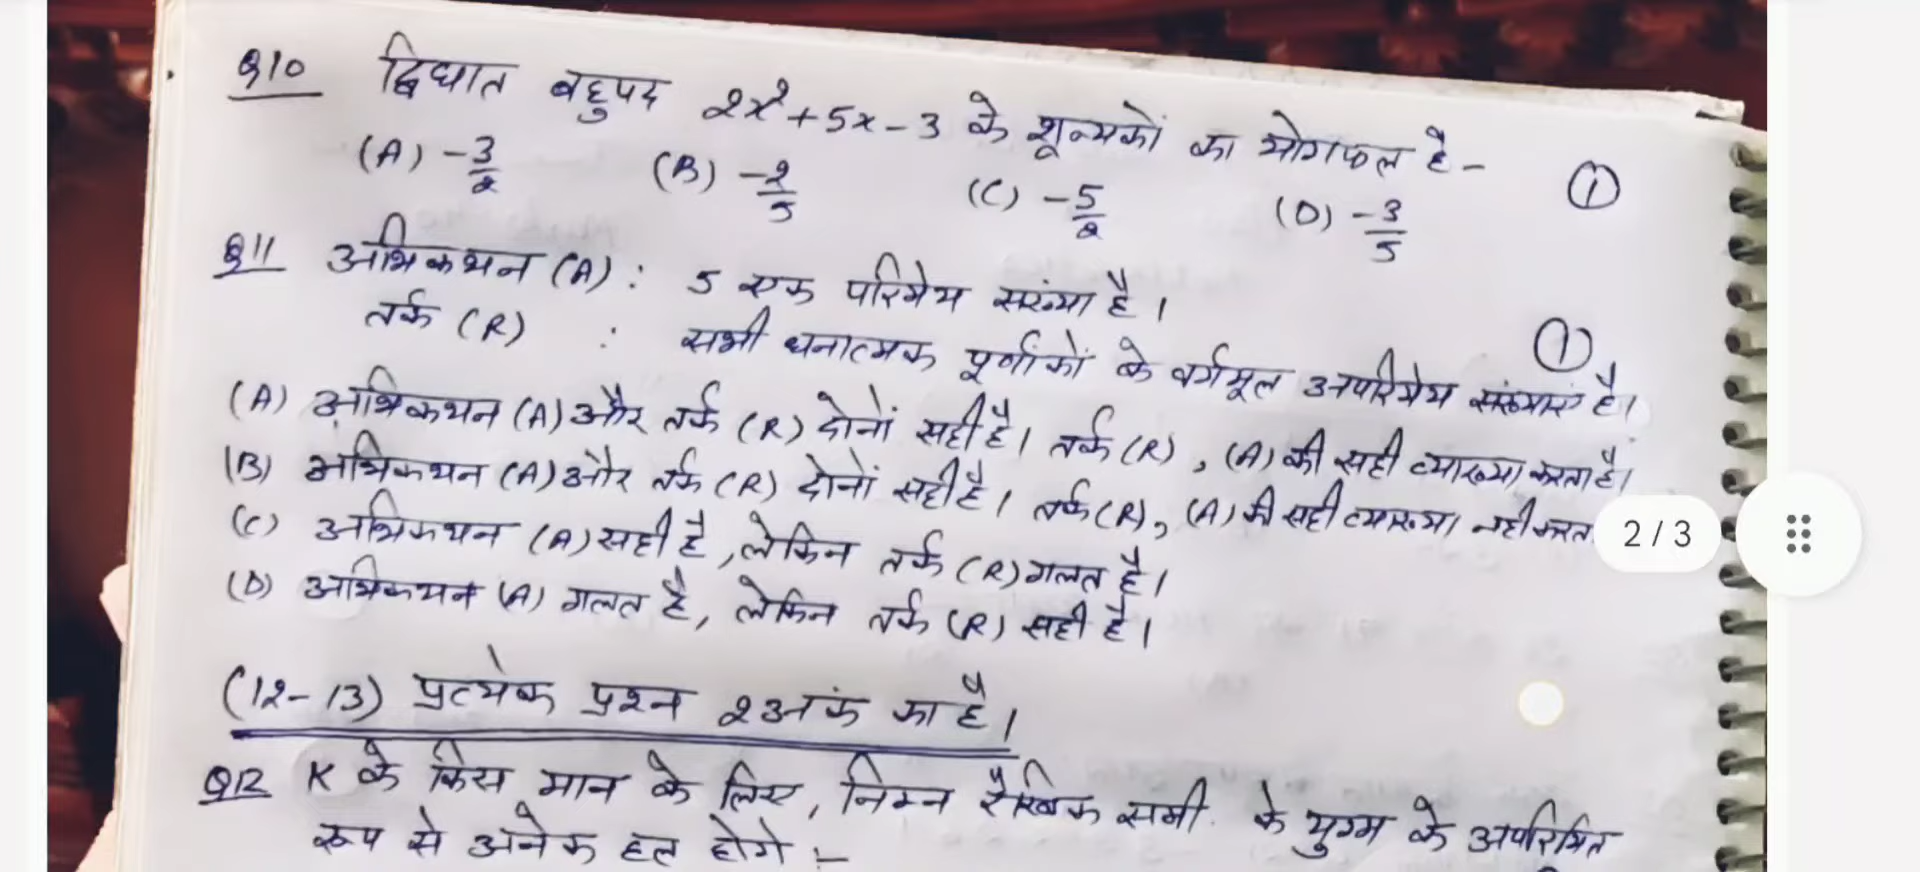 Q10 द्विघात बहुपद 2x²+5x-3 के शून्यकों का योगफल है-
(A) -3/2 (B) -2/5 (C) -5/2 (D) -3/5 (1)
Q11 अभिकथन (A): 5 एक परिमेय संख्या है।
तर्क (R) : सभी धनात्मक पूर्णांकों के वर्गमूल अपरिमेय संख्याएं है। (1)
(A) अभिकथन (A) और तर्क (R) दोनों सही है। तर्क (R), (A) की सही व्याख्या करता है।
(B) अभिकथन (A) और तर्क (R) दोनों सही है। तर्क (R), (A) की सही व्याख्या नही करत
(C) अभिकथन (A) सही है, लेकिन तर्क (R) गलत है।
(D) अभिकथन (A) गलत है, लेकिन तर्क (R) सही है।
2/3
(12-13) प्रत्येक प्रश्न 2 अंक का है।
Q12 K के किस मान के लिए, निम्न रैखिक समी. के युग्म के अपरिमित
रूप से अनेक हल होगे :-